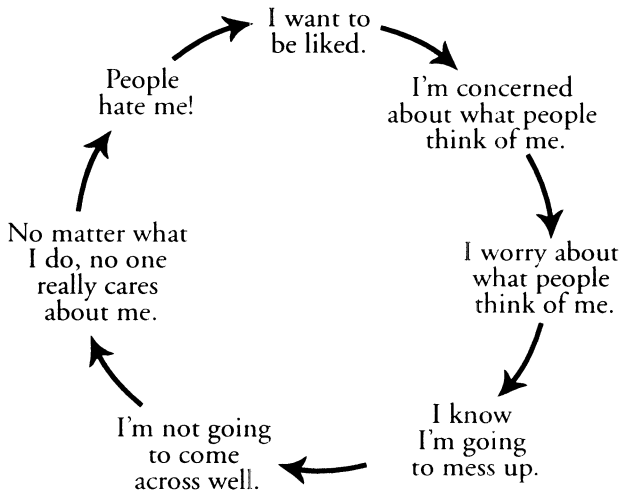 I want to
be liked.
I'm concerned
about what people
think of me.
I worry about
what people
think of me.
I know
I'm going
to mess up.
I'm not going
to come
across well.
No matter what
I do, no one
really cares
about me.
People
hate me!